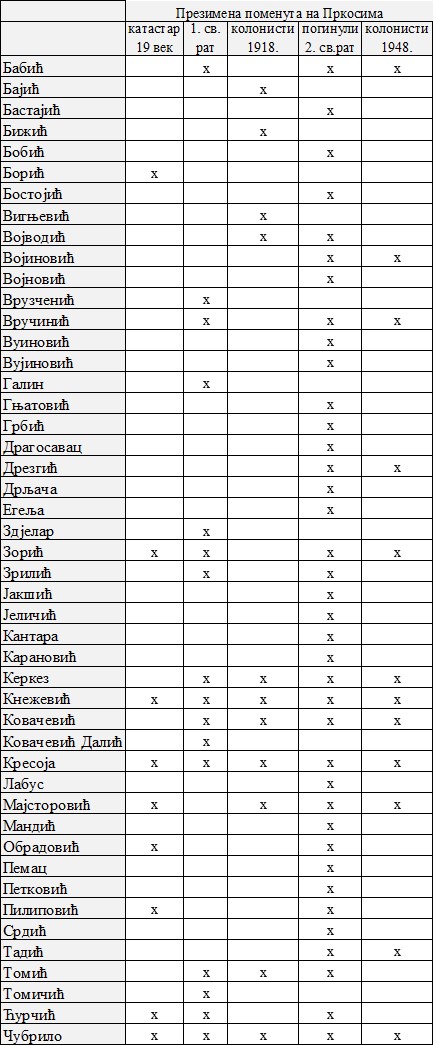 Презимена поменута на Пркосима
катастар 19 век 1. св. рат колонисти 1918. погинули 2. св.рат колонисти 1948.
Бабић x x x
Бајић x
Бастајић x
Бижић x
Бобић x
Борић x
Бостојић x
Вигњевић x
Војводић x x
Војиновић x x
Војновић x
Врузченић x
Вручинић x x x
Вуиновић x
Вујиновић x
Галин x
Гњатовић x
Грбић x
Драгосавац x
Дрезгић x x
Дрљача x
Егеља x
Здјелар x
Зорић x x x x
Зрилић x x
Јакшић x
Јеличић x
Кантара x
Карановић x
Керкез x x x x
Кнежевић x x x x x
Ковачевић x x x x
Ковачевић Далић x
Кресоја x x x x x
Лабус x
Мајсторовић x x x x
Мандић x
Обрадовић x x
Пемац x
Петковић x
Пилиповић x x
Срдић x
Тадић x x
Томић x x x
Томичић x
Ћурчић x x x
Чубрило x x x x x